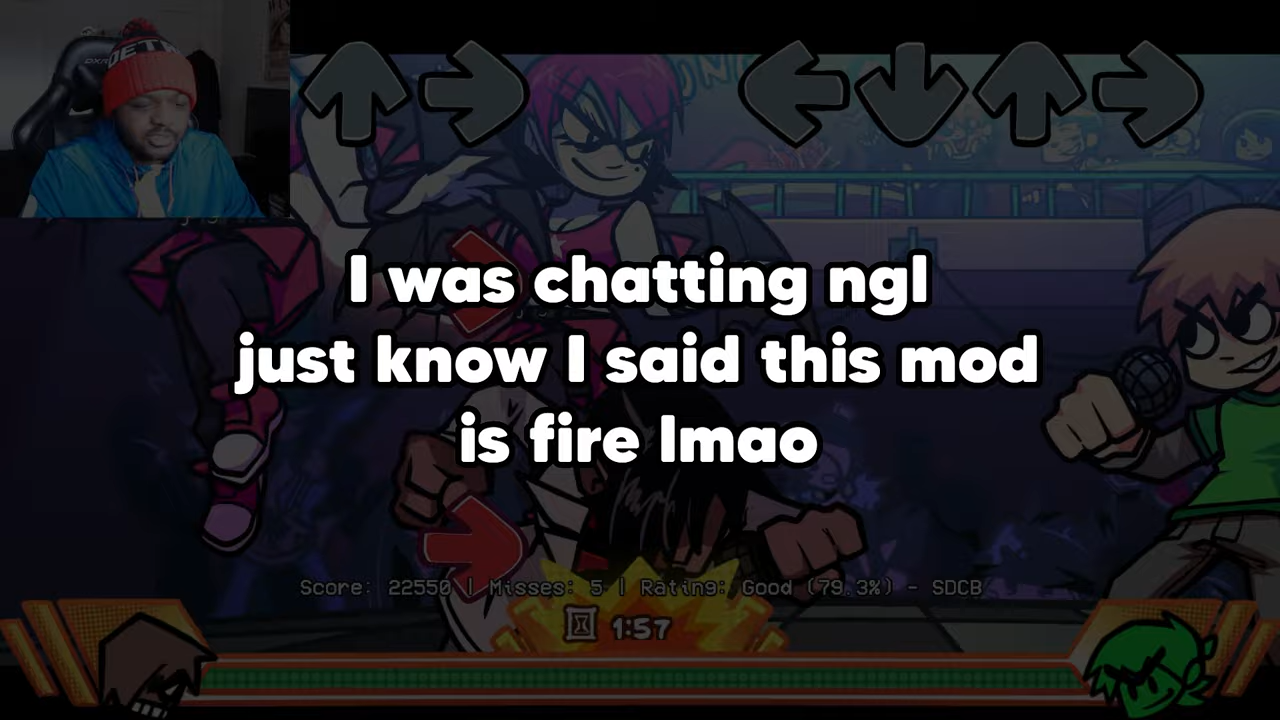 I was chatting ngl
just know I said this mod
is fire lmao
Score: 22550 | Misses: 5 | Rating: Good (79.3%) - SDCB
1:57